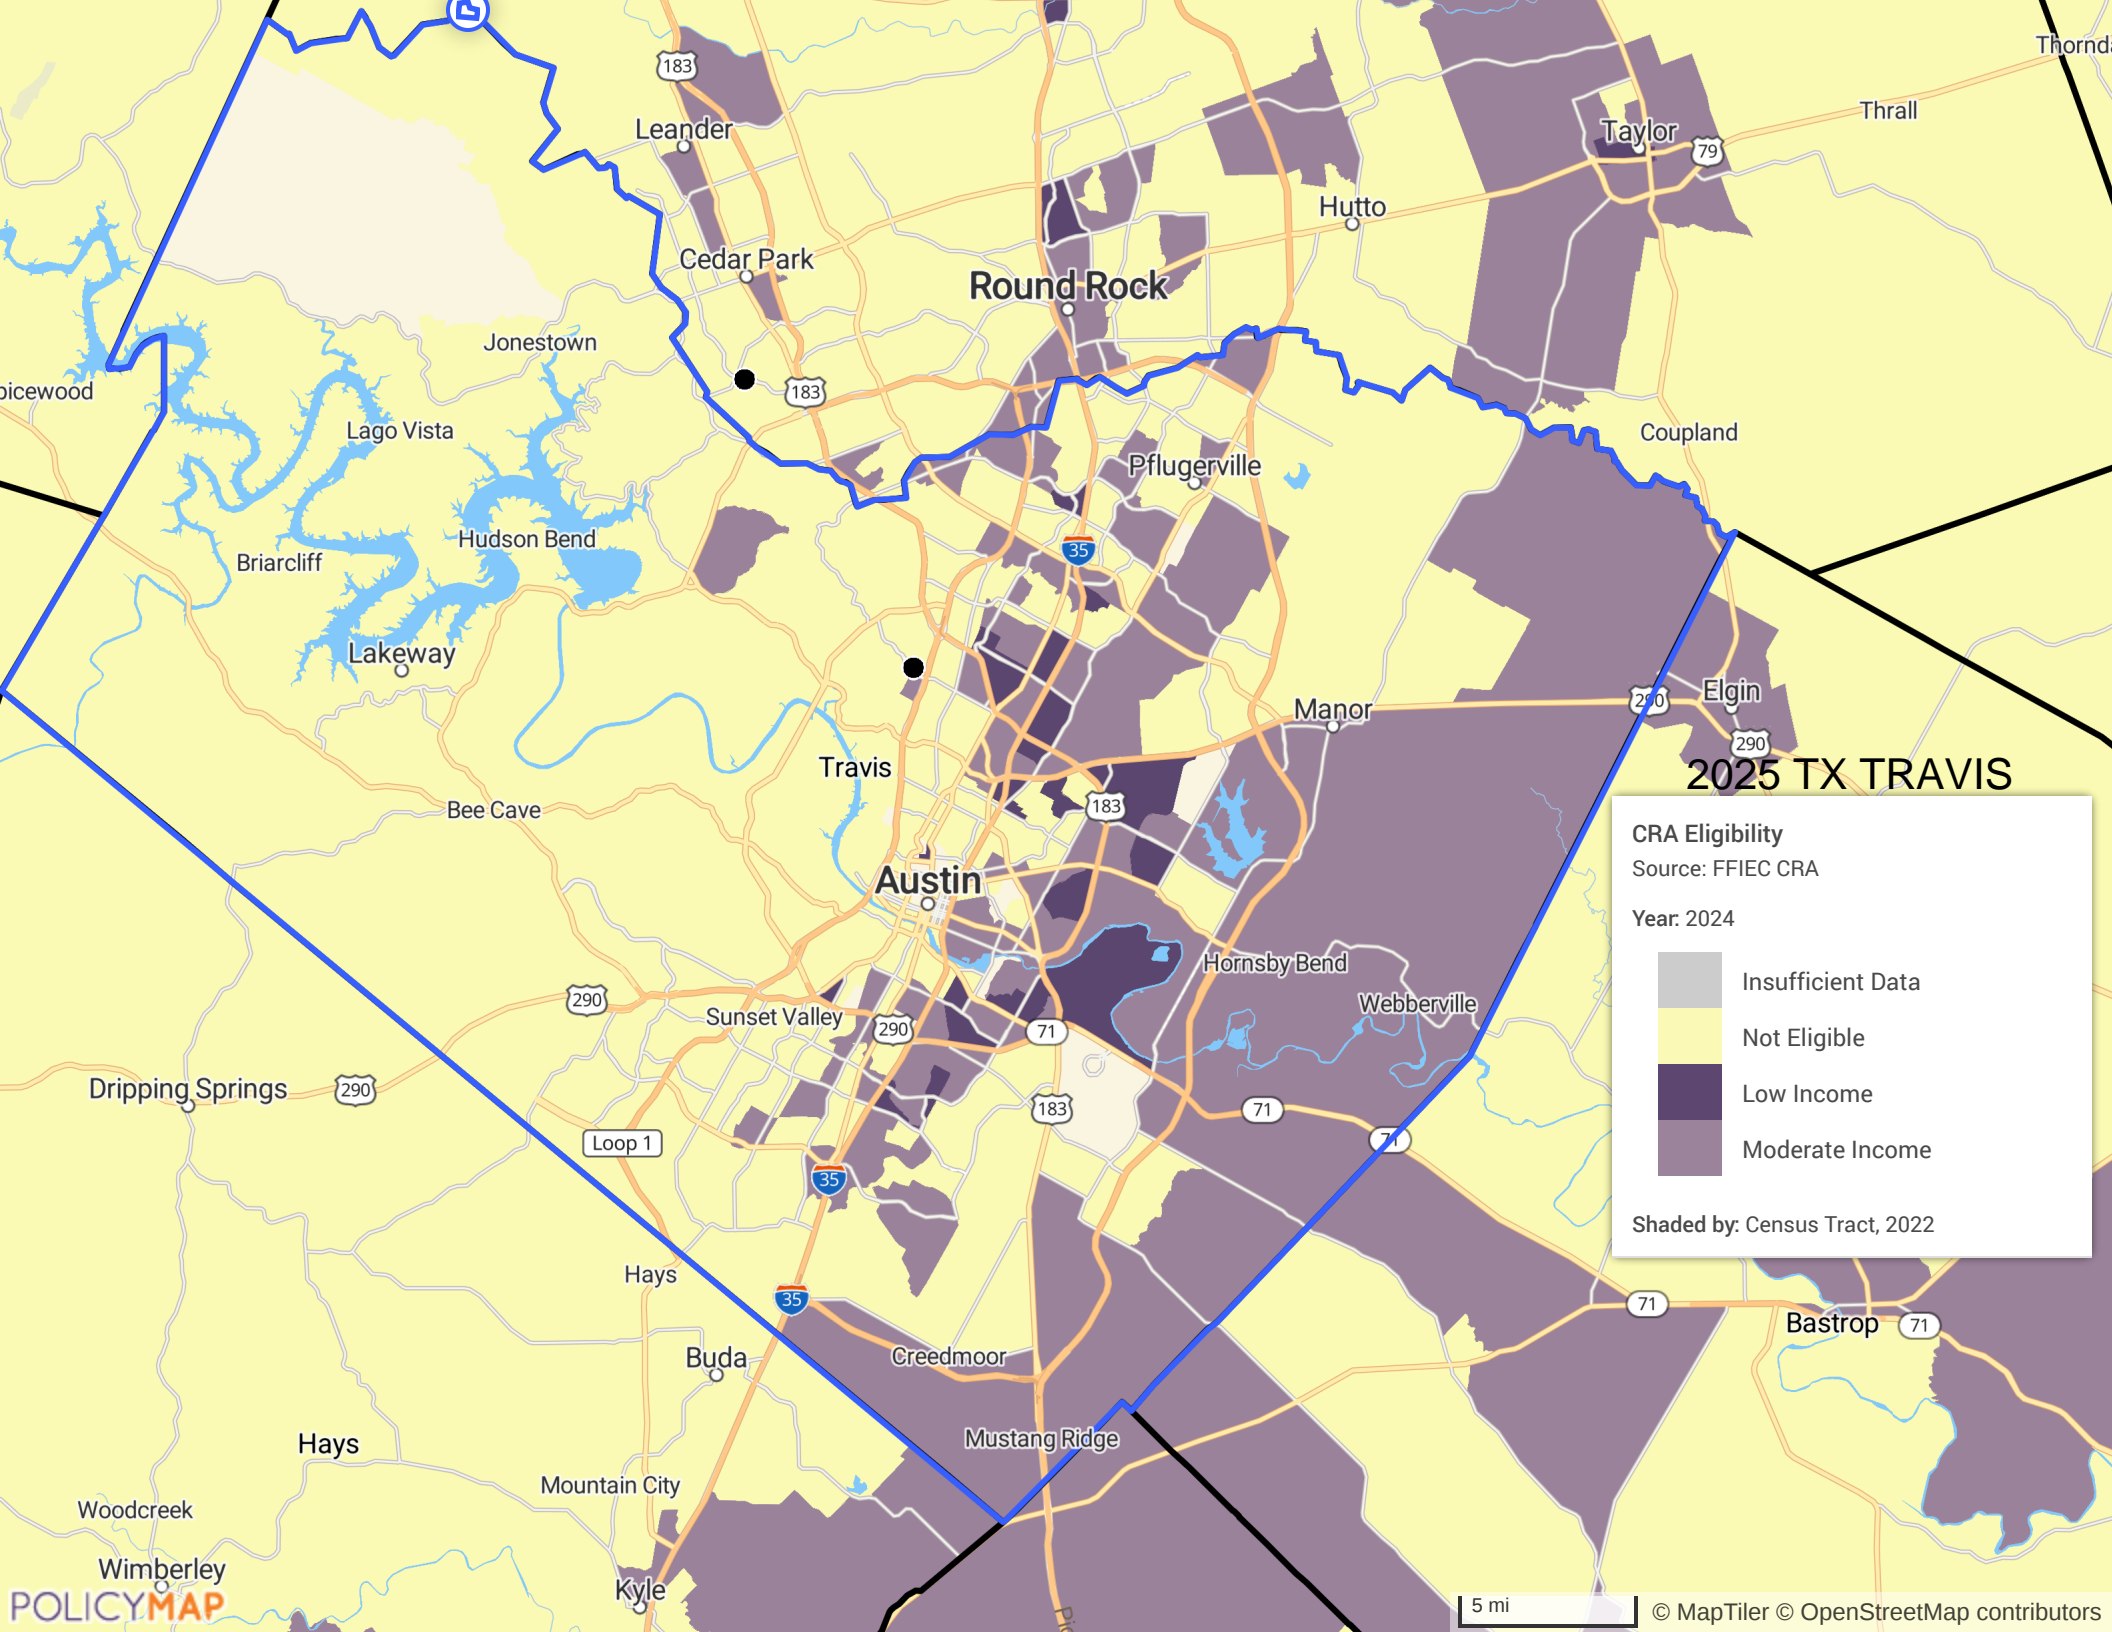 Thornd
183
Thrall
Leander
Taylor
79
Hutto
Cedar Park
Round Rock
Jonestown
picewood
183
Lago Vista
Coupland
Pflugerville
Hudson Bend
35
Briarcliff
Lakeway
290
Elgin
Manor
290
Travis
2025 TX TRAVIS
Bee Cave
183
CRA Eligibility
Source: FFIEC CRA
Austin
Year: 2024
Hornsby Bend
Insufficient Data
290
Webberville
Sunset Valley
290
71
Not Eligible
Dripping Springs
290
Low Income
183
71
Loop 1
71
Moderate Income
35
Shaded by: Census Tract, 2022
Hays
35
71
Bastrop
71
Buda
Creedmoor
Hays
Mustang Ridge
Mountain City
Woodcreek
Wimberley
Kyle
POLICYMAP
5 mi
© MapTiler © OpenStreetMap contributors